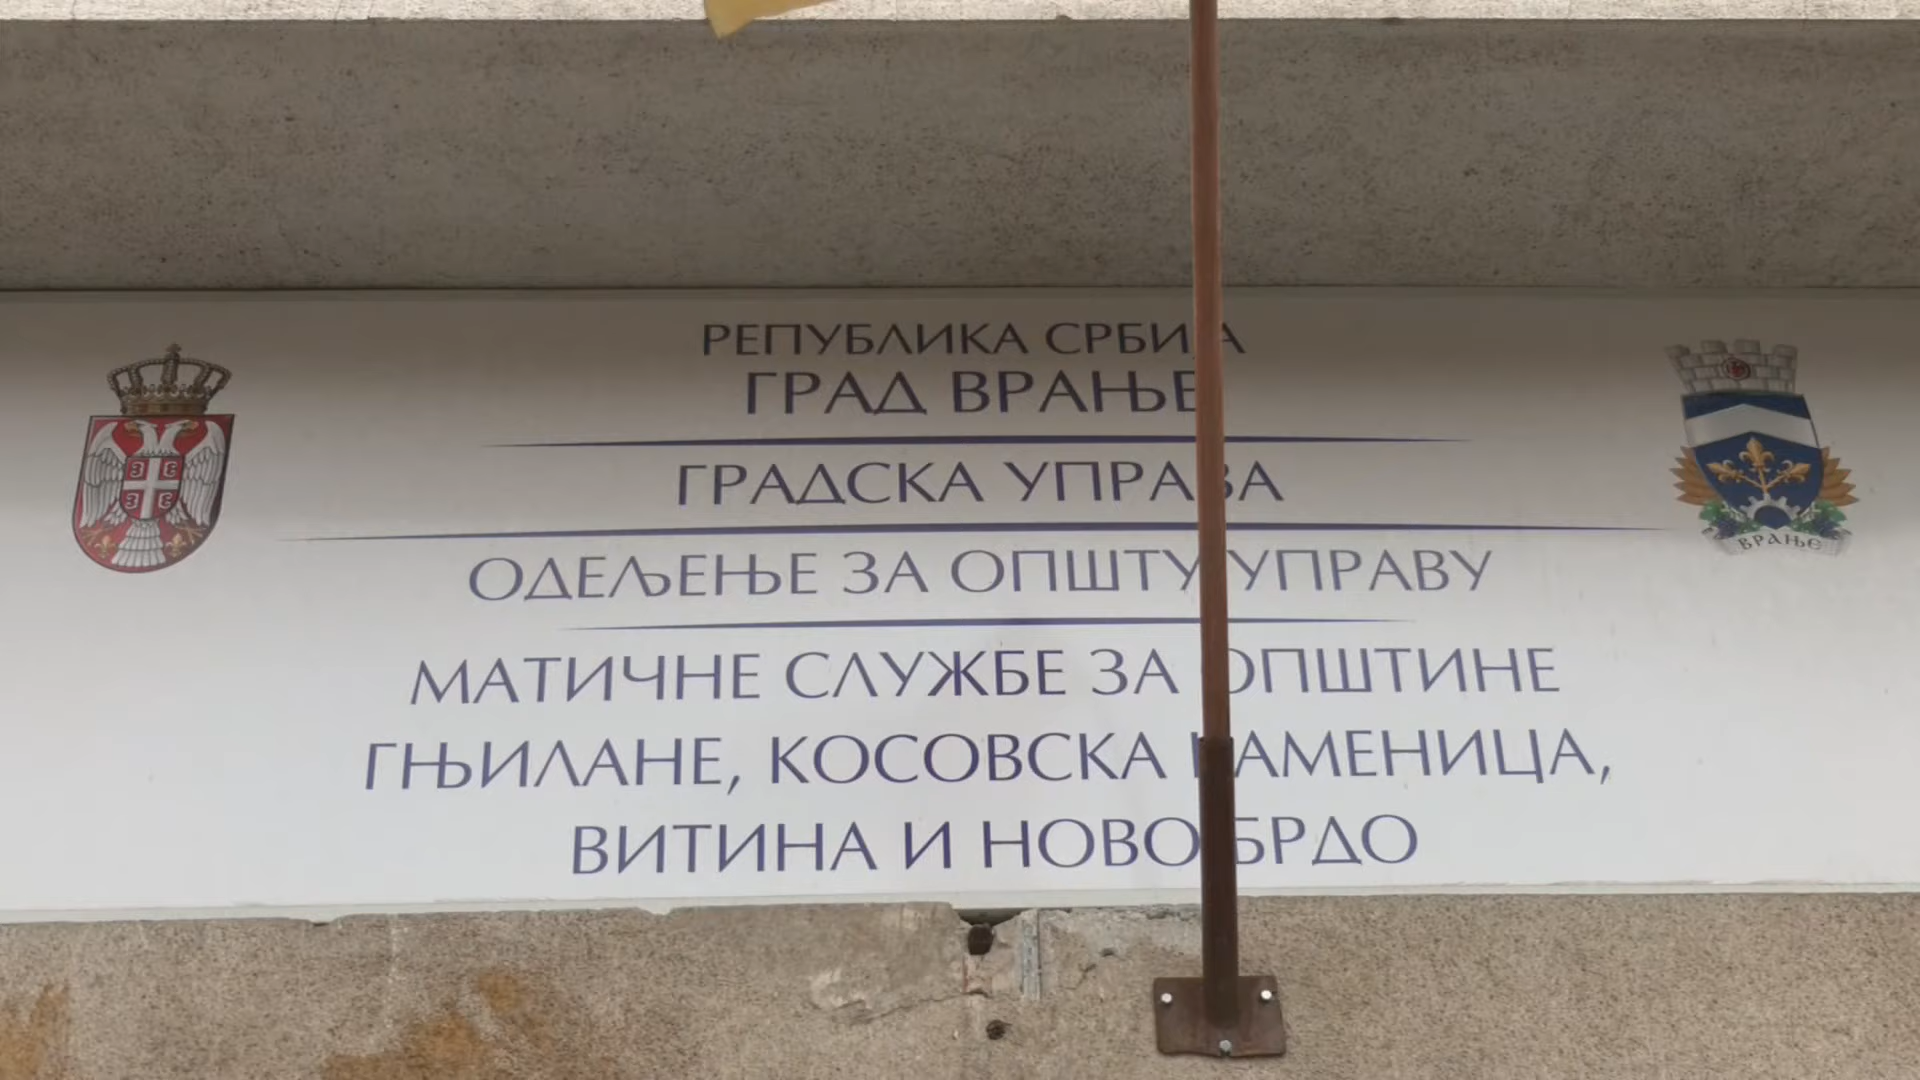 РЕПУБЛИКА СРБИЈА
ГРАД ВРАЊЕ
ГРАДСКА УПРАВА
ОДЕЉЕЊЕ ЗА ОПШТУ УПРАВУ
МАТИЧНЕ СЛУЖБЕ ЗА ОПШТИНЕ
ГЊИЛАНЕ, КОСОВСКА КАМЕНИЦА,
ВИТИНА И НОВО БРДО
ВРАЊЕ